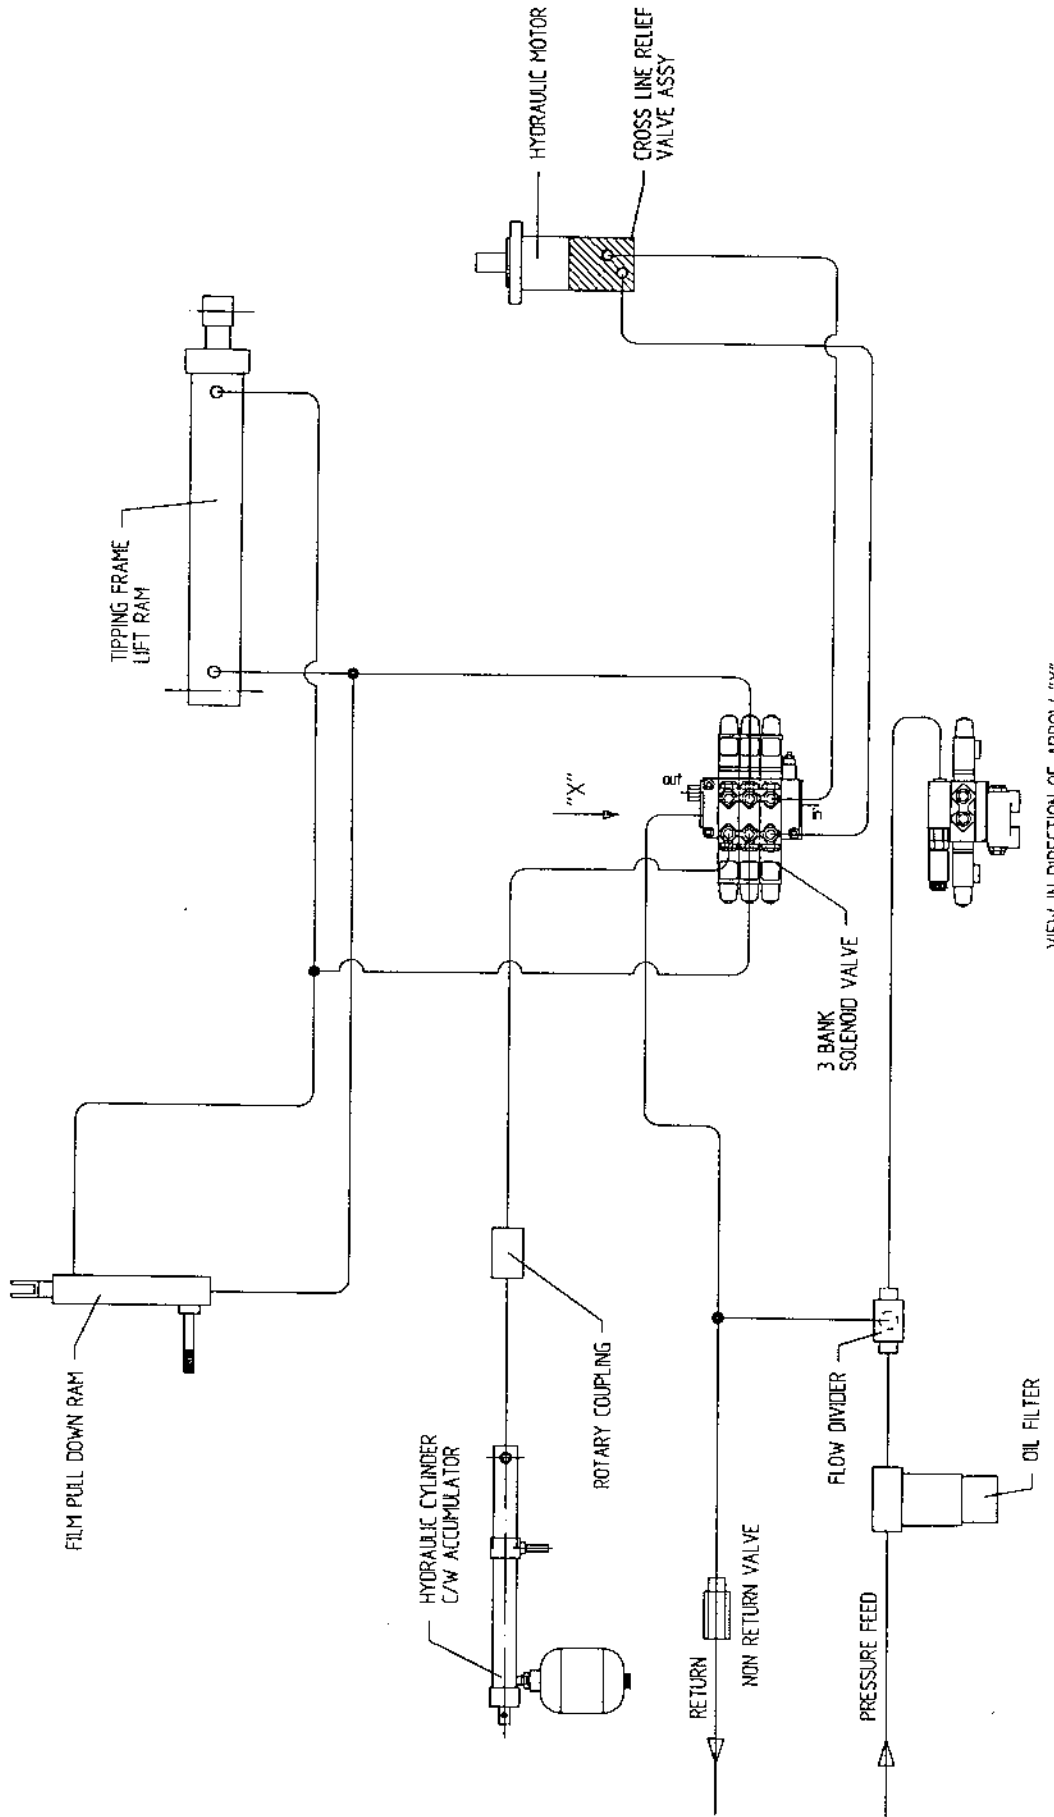 FILM PULL DOWN RAM
TIPPING FRAME
LIFT RAM
HYDRAULIC MOTOR
CROSS LINE RELIEF
VALVE ASSY
HYDRAULIC CYLINDER
C/W ACCUMULATOR
ROTARY COUPLING
"X"
out
3 BANK
SOLENOID VALVE
RETURN
NON RETURN VALVE
FLOW DIVIDER
PRESSURE FEED
OIL FILTER
VIEW IN DIRECTION OF ARROW "X"